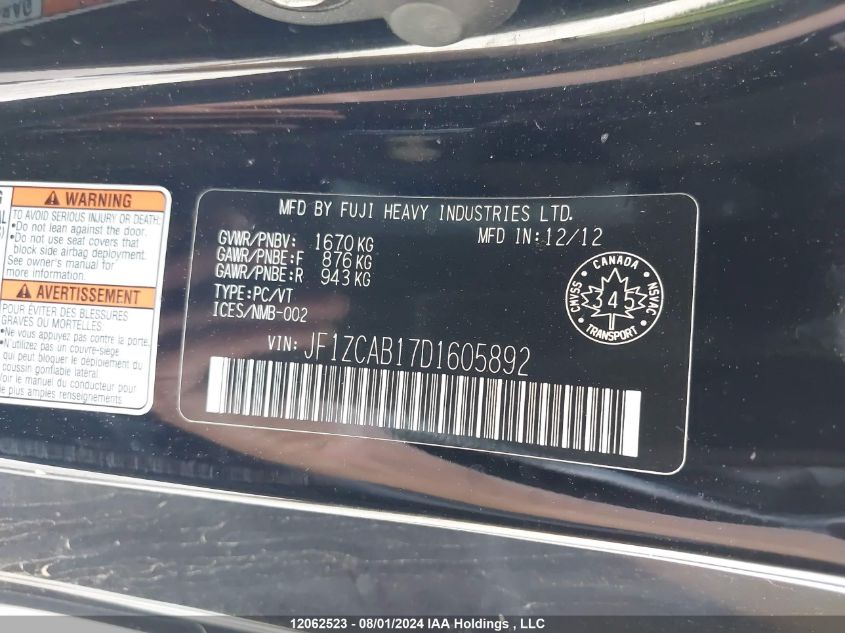 WARNING
TO AVOID SERIOUS INJURY OR DEATH:
•Do not lean against the door.
•Do not use seat covers that
block side airbag deployment.
See owner's manual for
more information.
AVERTISSEMENT
POUR ÉVITER DES BLESSURES
GRAVES OU MORTELLES
•Ne vous appuyez pas contre la porte.
•N'utilisez pas un couvre-siège
qui peut bloquer le déploiement du
coussin gonflable latéral.
Voir le manuel du conducteur pour
de plus amples renseignements
MFD BY FUJI HEAVY INDUSTRIES LTD.
GVWR/PNBV: 1670 KG MFD IN:12/12
GAWR/PNBE:F 876 KG
GAWR/PNBE:R 943 KG
TYPE:PC/VT
ICES/NMB-002
CANADA
CMVSS 345 NSVAC
TRANSPORT
VIN: JF1ZCAB17D1605892
12062523 - 08/01/2024 IAA Holdings , LLC